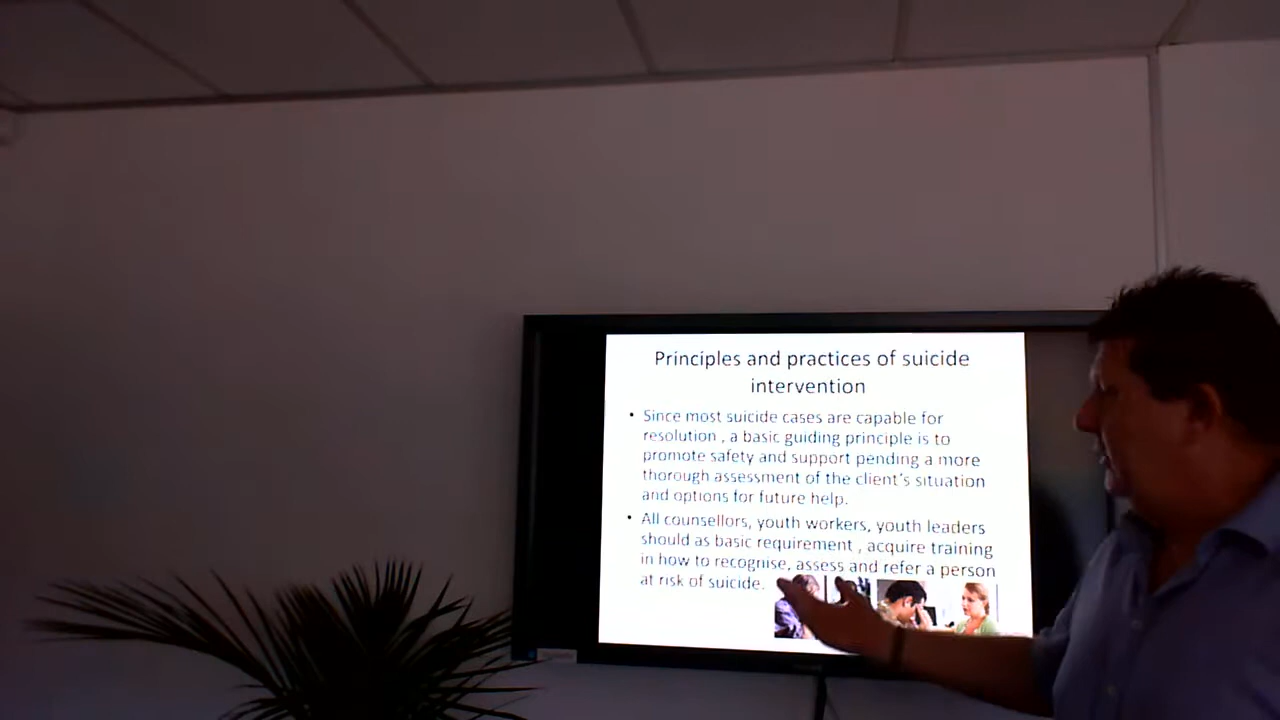 Principles and practices of suicide
intervention
• Since most suicide cases are capable for
resolution , a basic guiding principle is to
promote safety and support pending a more
thorough assessment of the client's situation
and options for future help.
• All counsellors, youth workers, youth leaders
should as basic requirement , acquire training
in how to recognise, assess and refer a person
at risk of suicide.